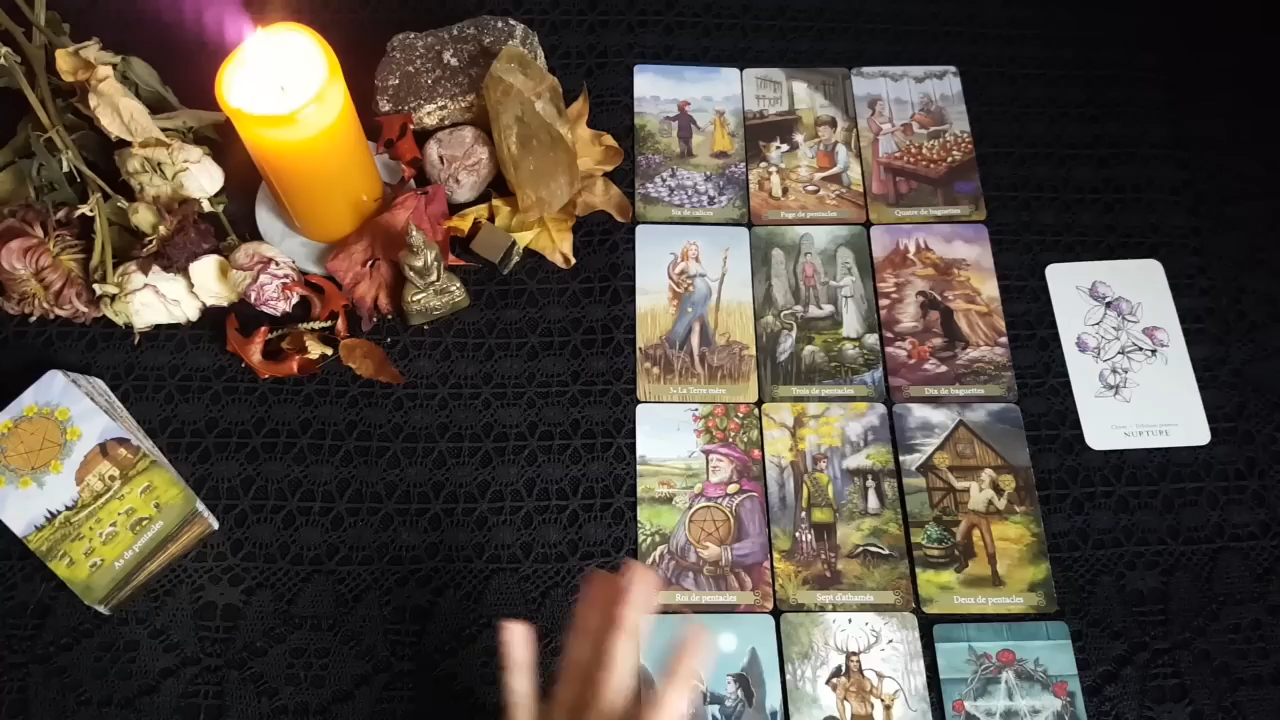 Six de calices
Page de pentacles
Quatre de baguettes
3. La Terre mère
Trois de pentacles
Dix de baguettes
NURTURE
Roi de pentacles
Sept d'athamés
Deux de pentacles
As de pentacles